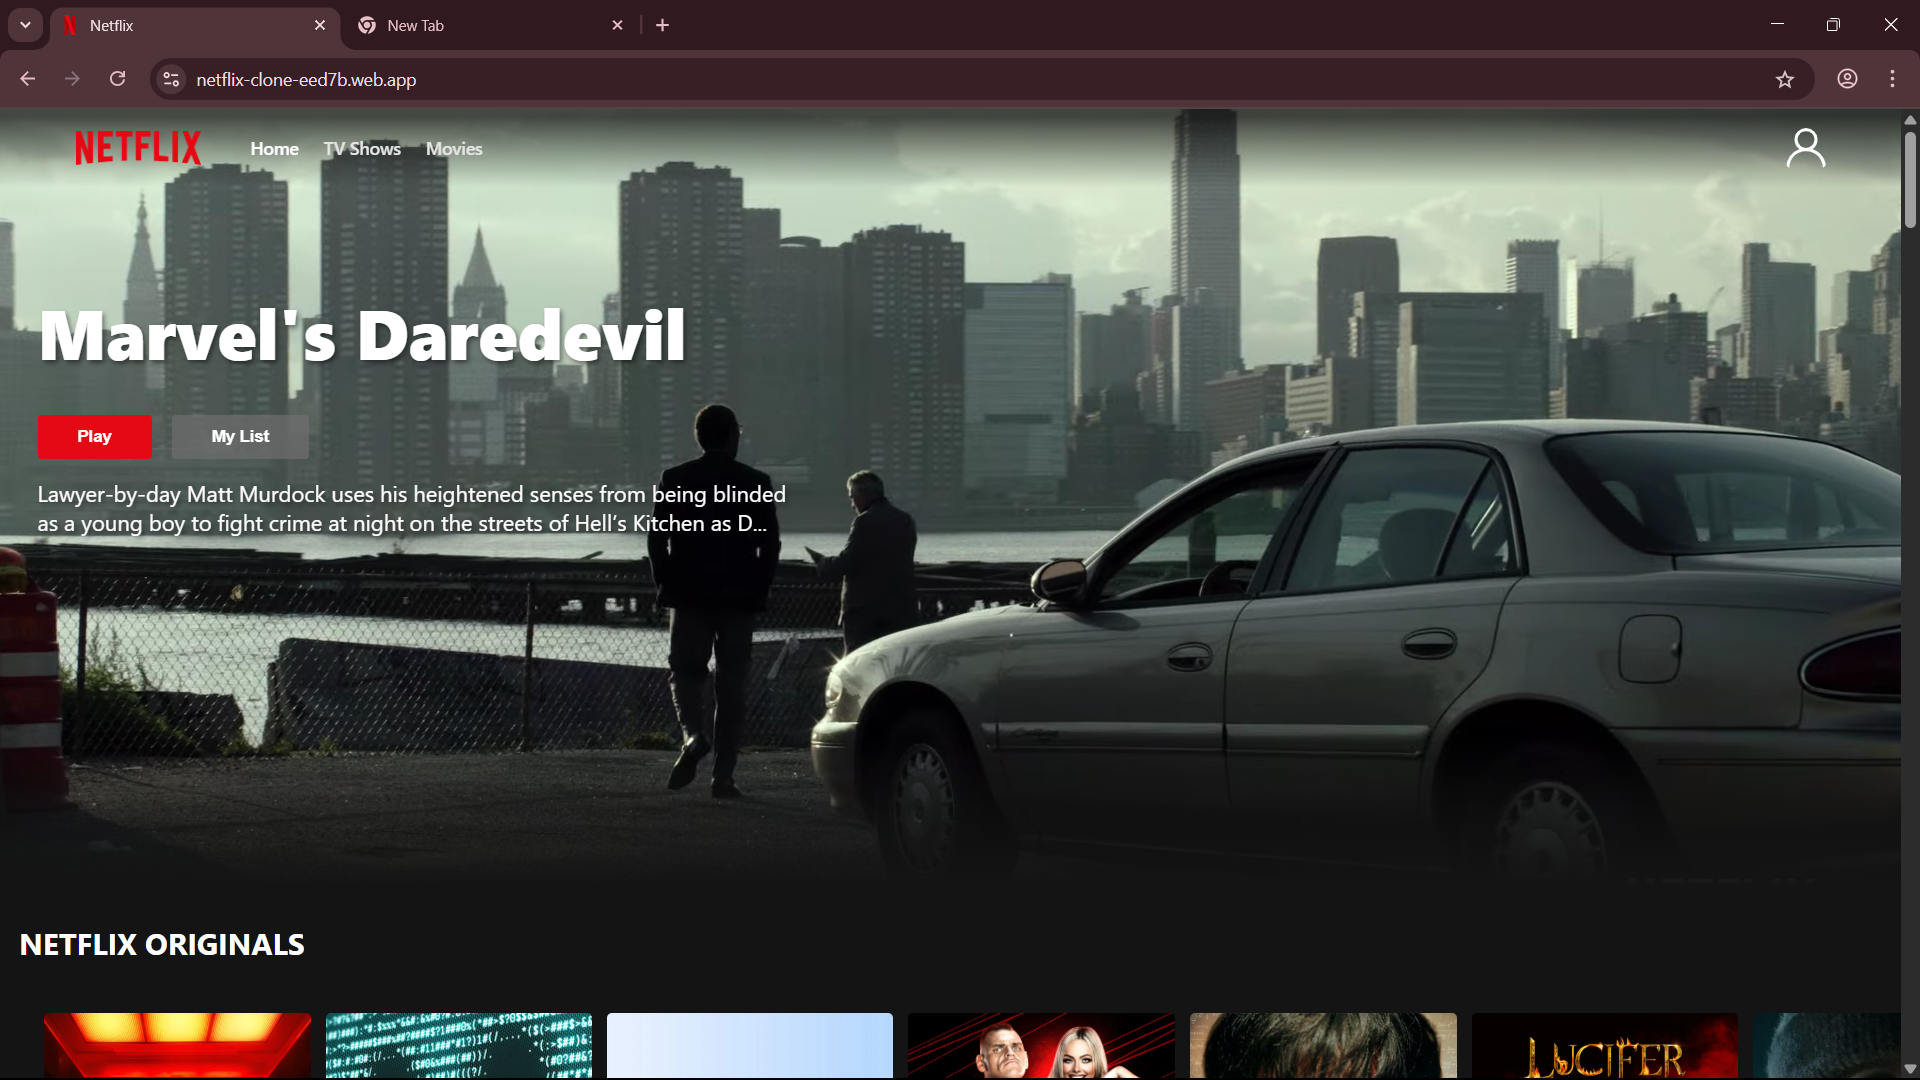 Netflix
New Tab
netflix-clone-eed7b.web.app
NETFLIX
Home
TV Shows
Movies
Marvel's Daredevil
Play
My List
Lawyer-by-day Matt Murdock uses his heightened senses from being blinded
as a young boy to fight crime at night on the streets of Hell’s Kitchen as D...
NETFLIX ORIGINALS
LUCIFER